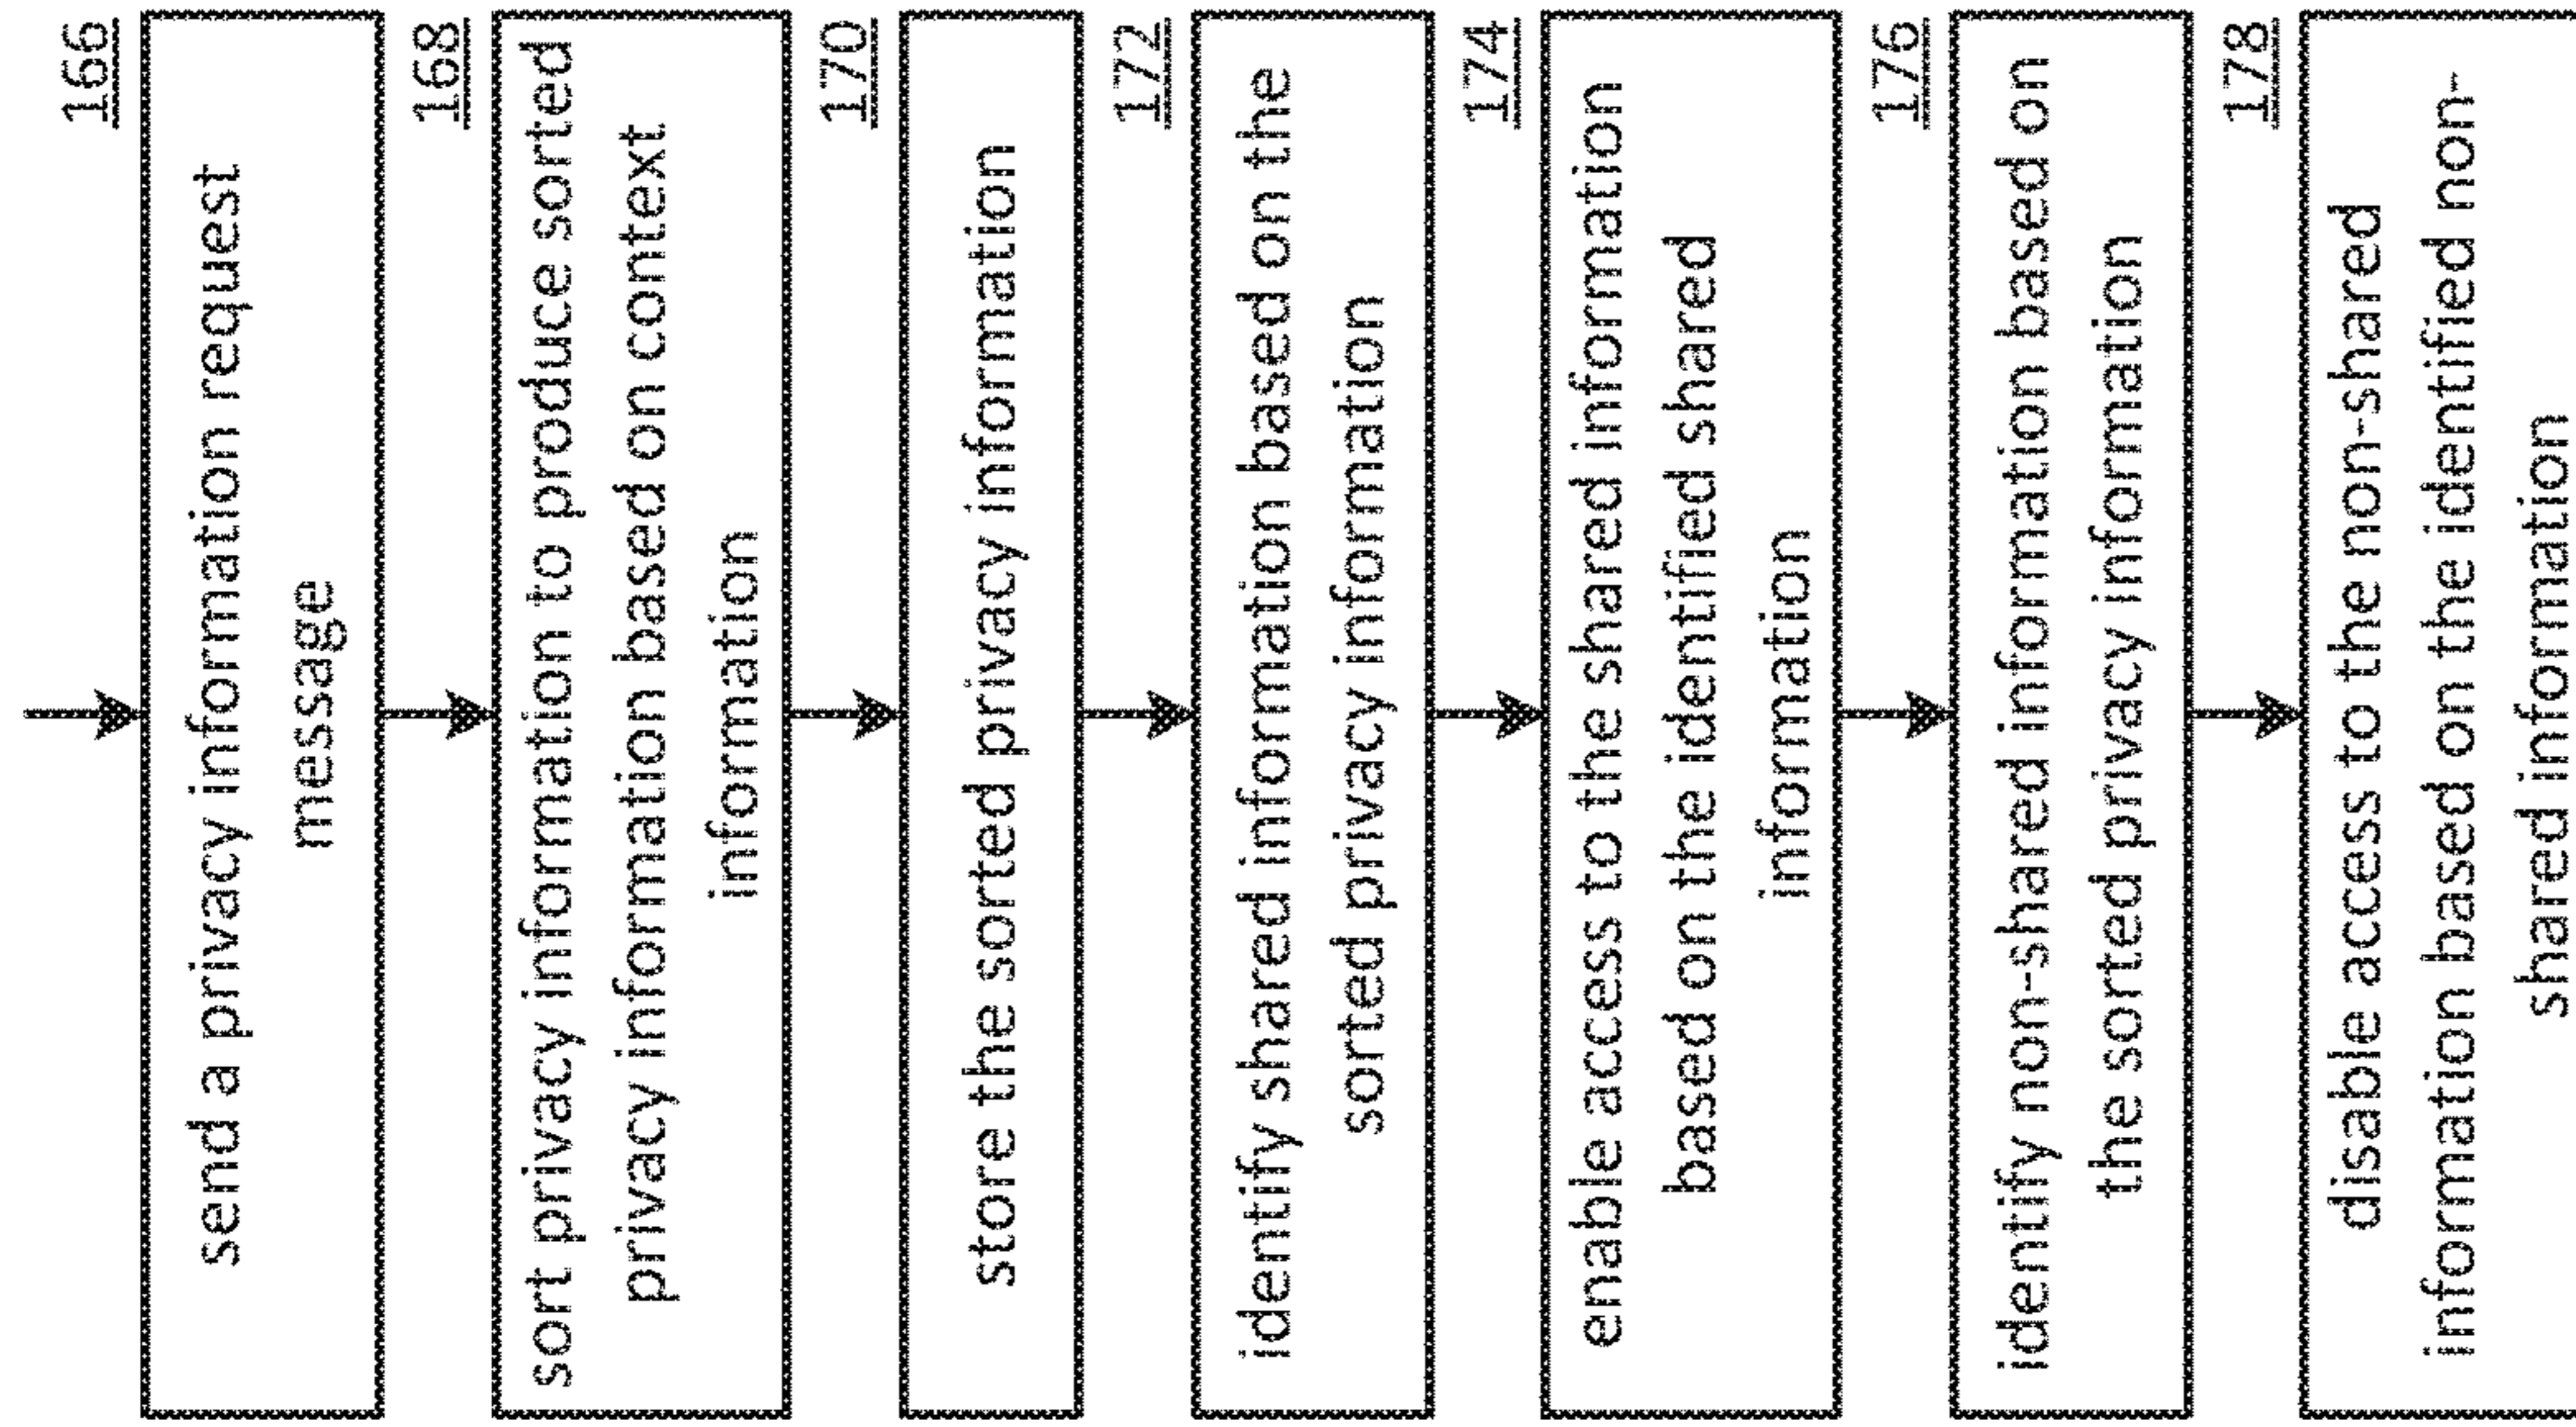 166
send a privacy information request
message
168
sort privacy information to produce sorted
privacy information based on context
information
170
store the sorted privacy information
172
identify shared information based on the
sorted privacy information
174
enable access to the shared information
based on the identified shared
information
176
identify non-shared information based on
the sorted privacy information
178
disable access to the non-shared
information based on the identified non-
shared information